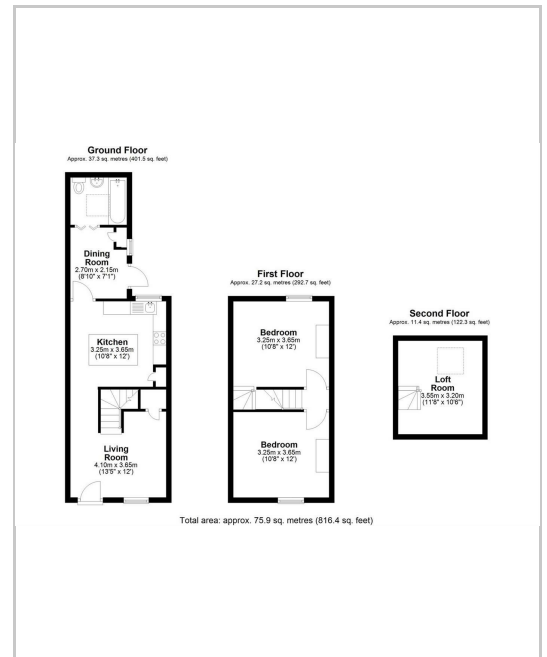 Ground Floor
Approx. 37.3 sq. metres (401.5 sq. feet)
Dining
Room
2.70m x 2.15m
(8'10" x 7'1")
Kitchen
3.25m x 3.65m
(10'8" x 12')
Living
Room
4.10m x 3.65m
(13'5" x 12')
First Floor
Approx. 27.2 sq. metres (292.7 sq. feet)
Bedroom
3.25m x 3.65m
(10'8" x 12')
Bedroom
3.25m x 3.65m
(10'8" x 12')
Second Floor
Approx. 11.4 sq. metres (122.3 sq. feet)
Loft
Room
3.55m x 3.20m
(11'8" x 10'6")
Total area: approx. 75.9 sq. metres (816.4 sq. feet)